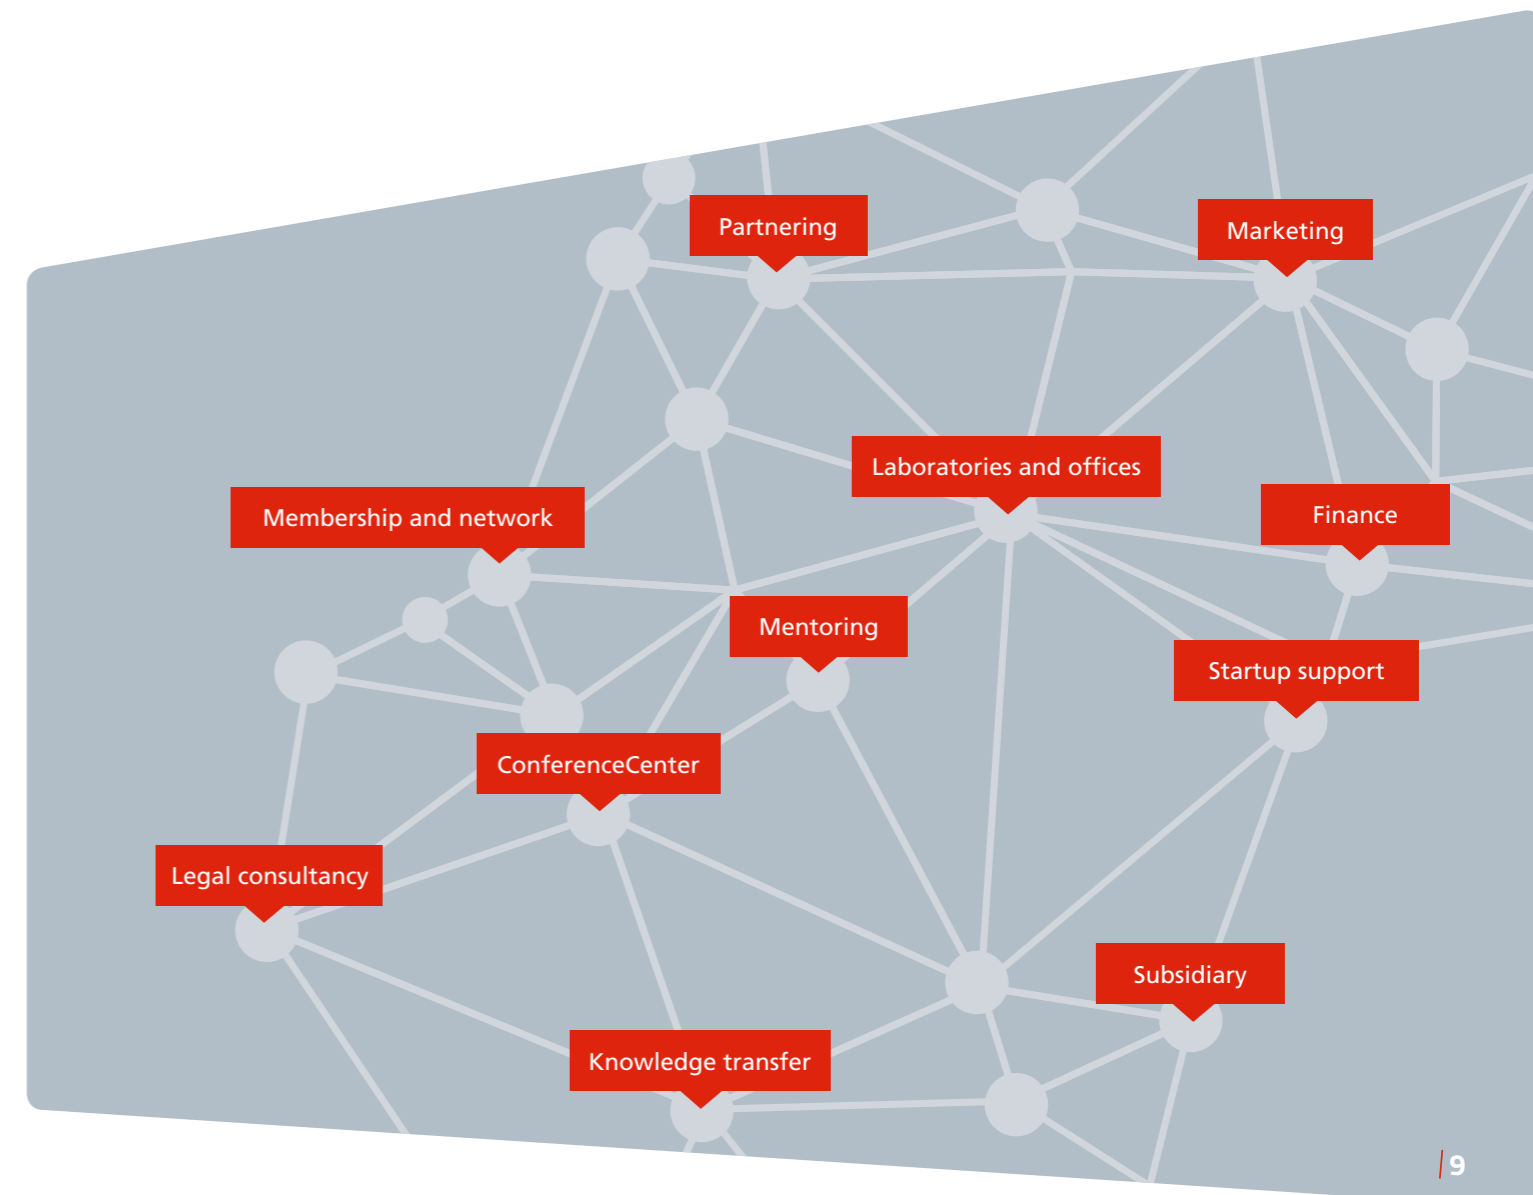 Partnering
Marketing
Laboratories and offices
Membership and network
Finance
Mentoring
Startup support
ConferenceCenter
Legal consultancy
Subsidiary
Knowledge transfer
/9